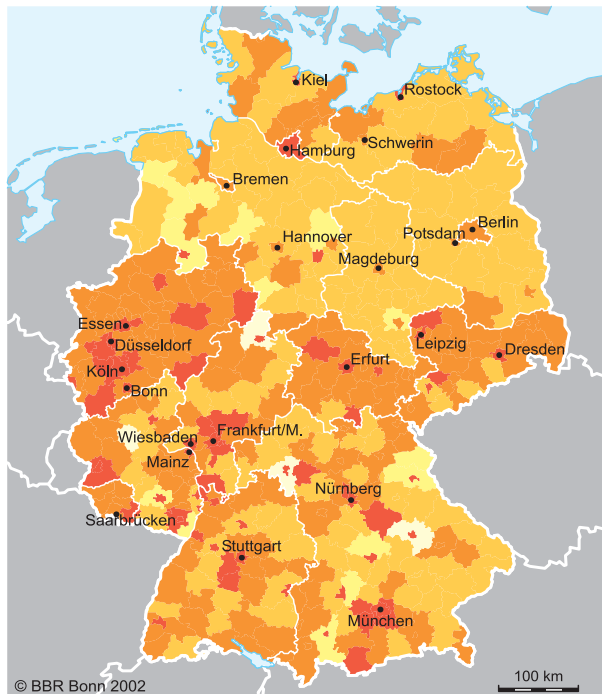 Kiel
Rostock
Hamburg
Schwerin
Bremen
Berlin
Potsdam
Hannover
Magdeburg
Essen
Düsseldorf
Leipzig
Dresden
Köln
Erfurt
Bonn
Wiesbaden
Frankfurt/M.
Mainz
Nürnberg
Saarbrücken
Stuttgart
München
© BBR Bonn 2002
100 km